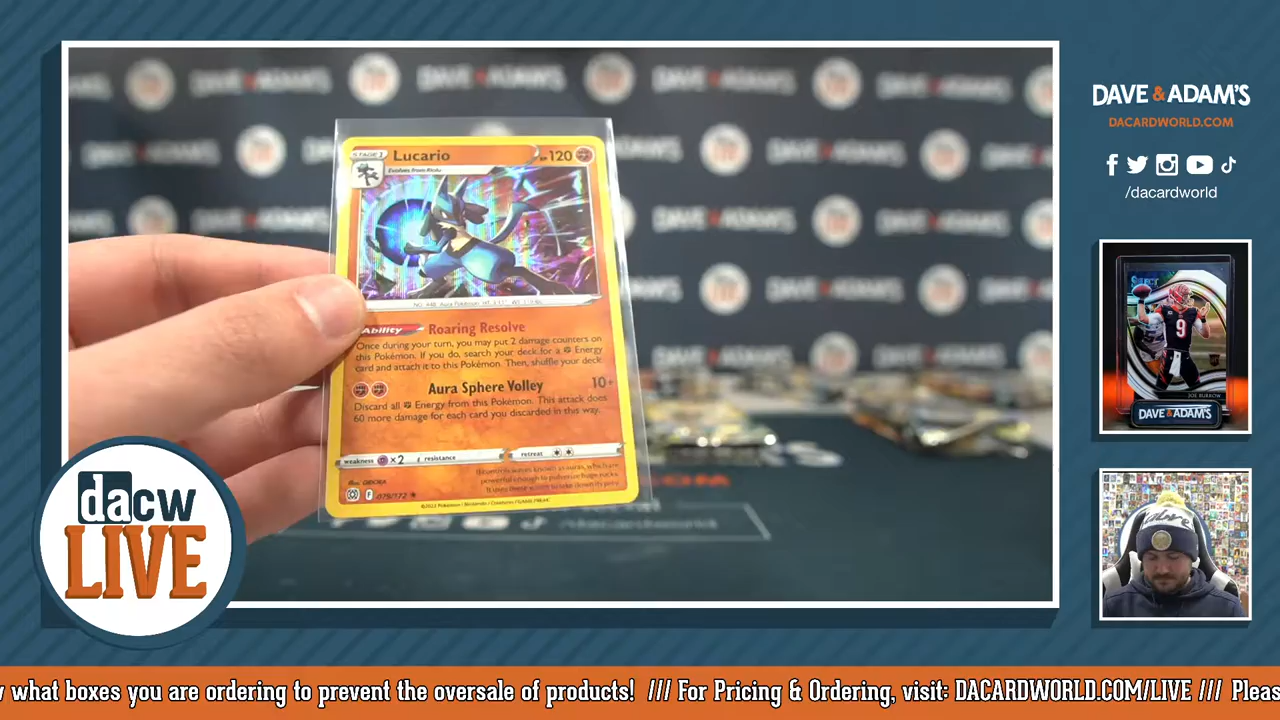 DAVE & ADAM'S
DACARDWORLD.COM
/dacardworld
STAGE 1
Lucario
120
Evolves from Riolu
Ability
Roaring Resolve
Once during your turn, you may put 2 damage counters on
this Pokémon. If you do, search your deck for a Energy
card and attach it to this Pokémon. Then, shuffle your deck.
Aura Sphere Volley
10+
Discard all Energy from this Pokémon. This attack does
60 more damage for each card you discarded in this way.
weakness
×2
resistance
retreat
079/172
9
JOE BURROW
DAVE & ADAM'S
dacw
LIVE
what boxes you are ordering to prevent the oversale of products! /// For Pricing & Ordering, visit: DACARDWORLD.COM/LIVE /// Pleas